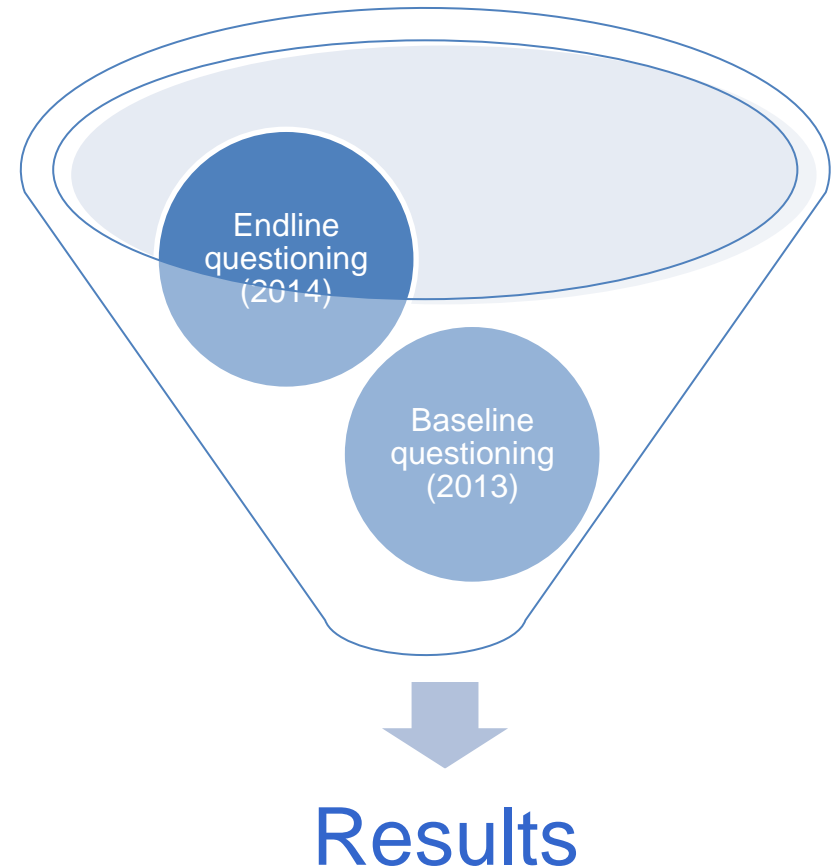 Endline
questioning
(2014)
Baseline
questioning
(2013)
Results